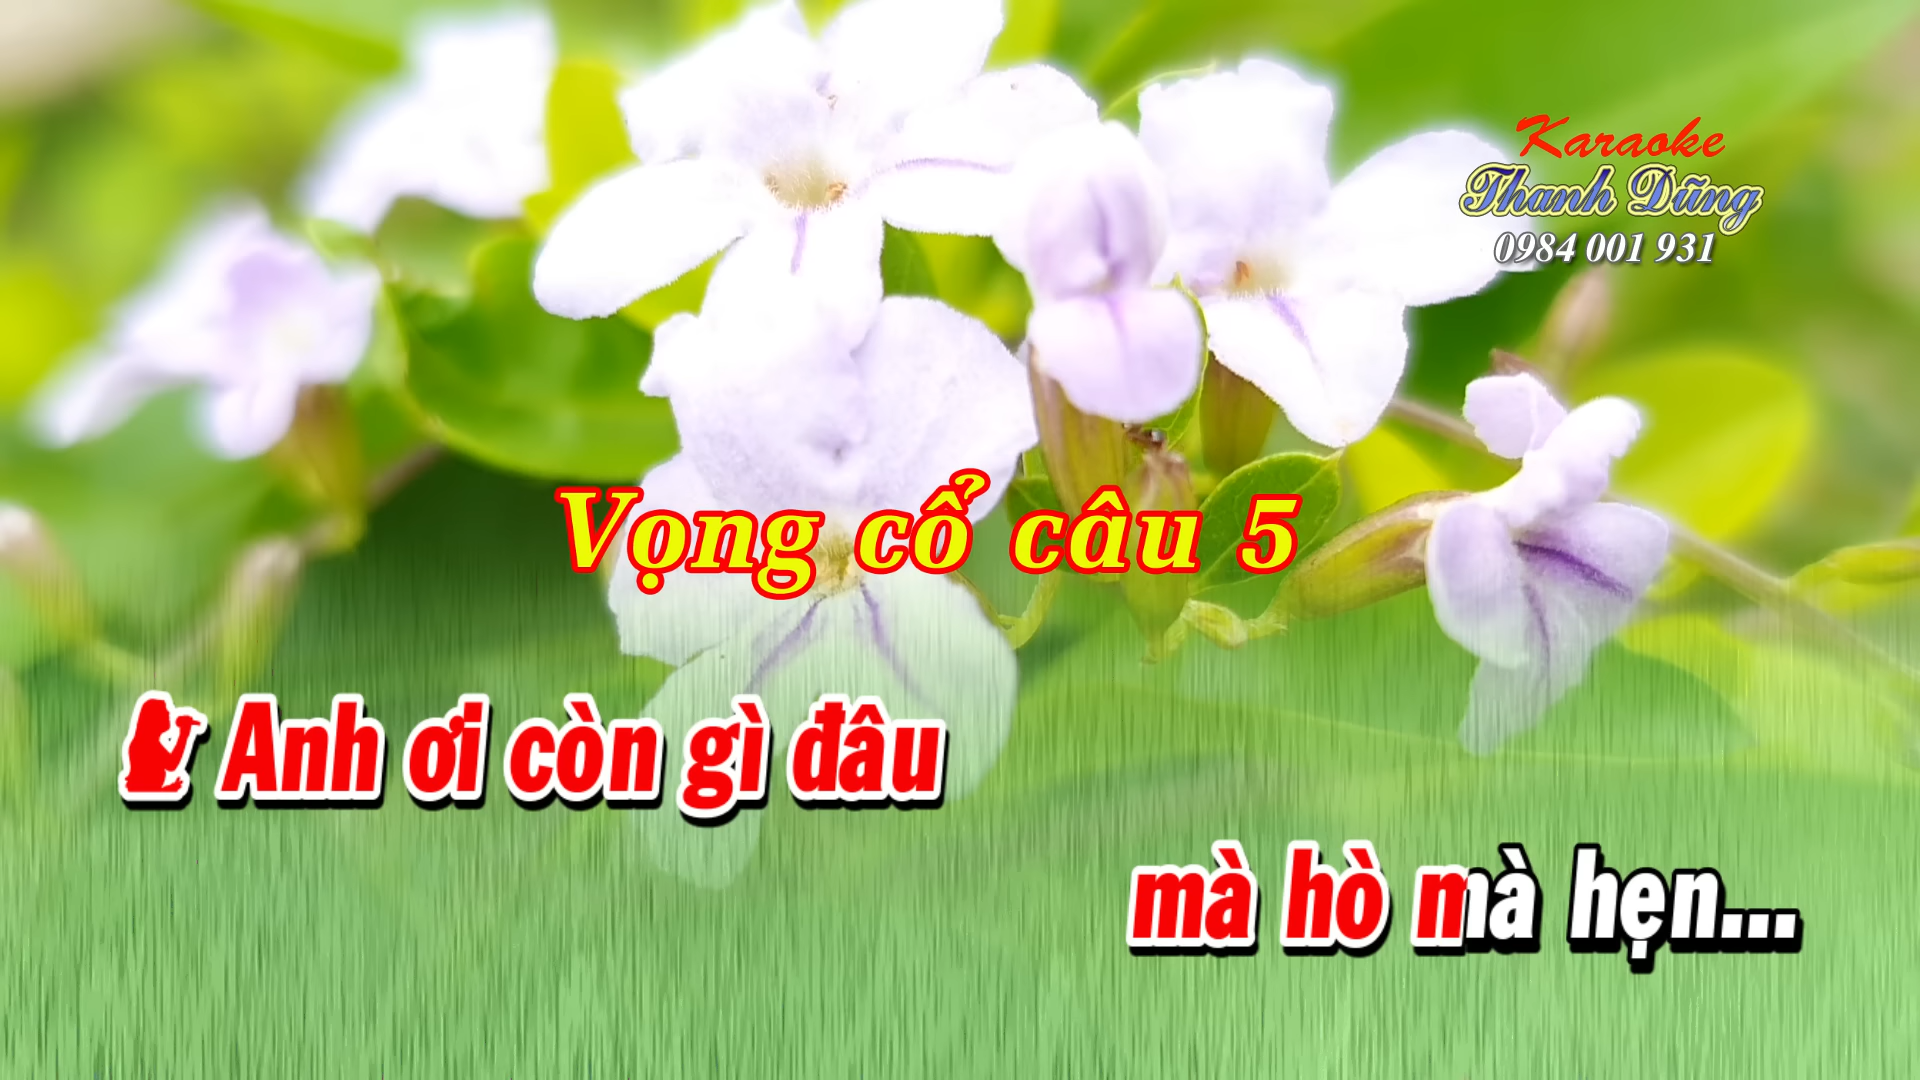 Karaoke
Thanh Dũng
0984 001 931
Vọng cổ câu 5
Anh ơi còn gì đâu
mà hò mà hẹn...